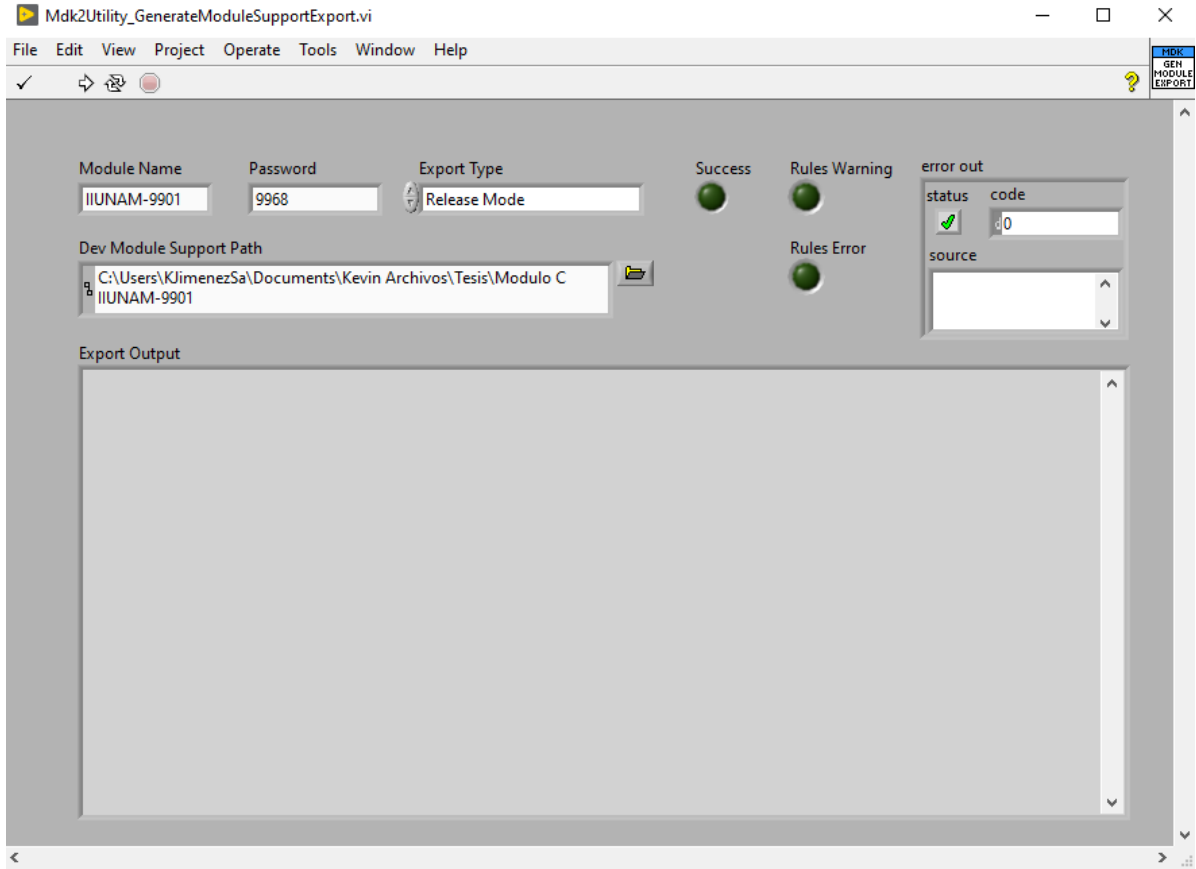 Mdk2Utility_GenerateModuleSupportExport.vi
File Edit View Project Operate Tools Window Help
MDK
GEN
MODULE
EXPORT
Module Name Password Export Type Success Rules Warning error out
IIUNAM-9901 9968 Release Mode status code
d 0
Dev Module Support Path Rules Error source
C:\Users\KJimenezSa\Documents\Kevin Archivos\Tesis\Modulo C
IIUNAM-9901
Export Output